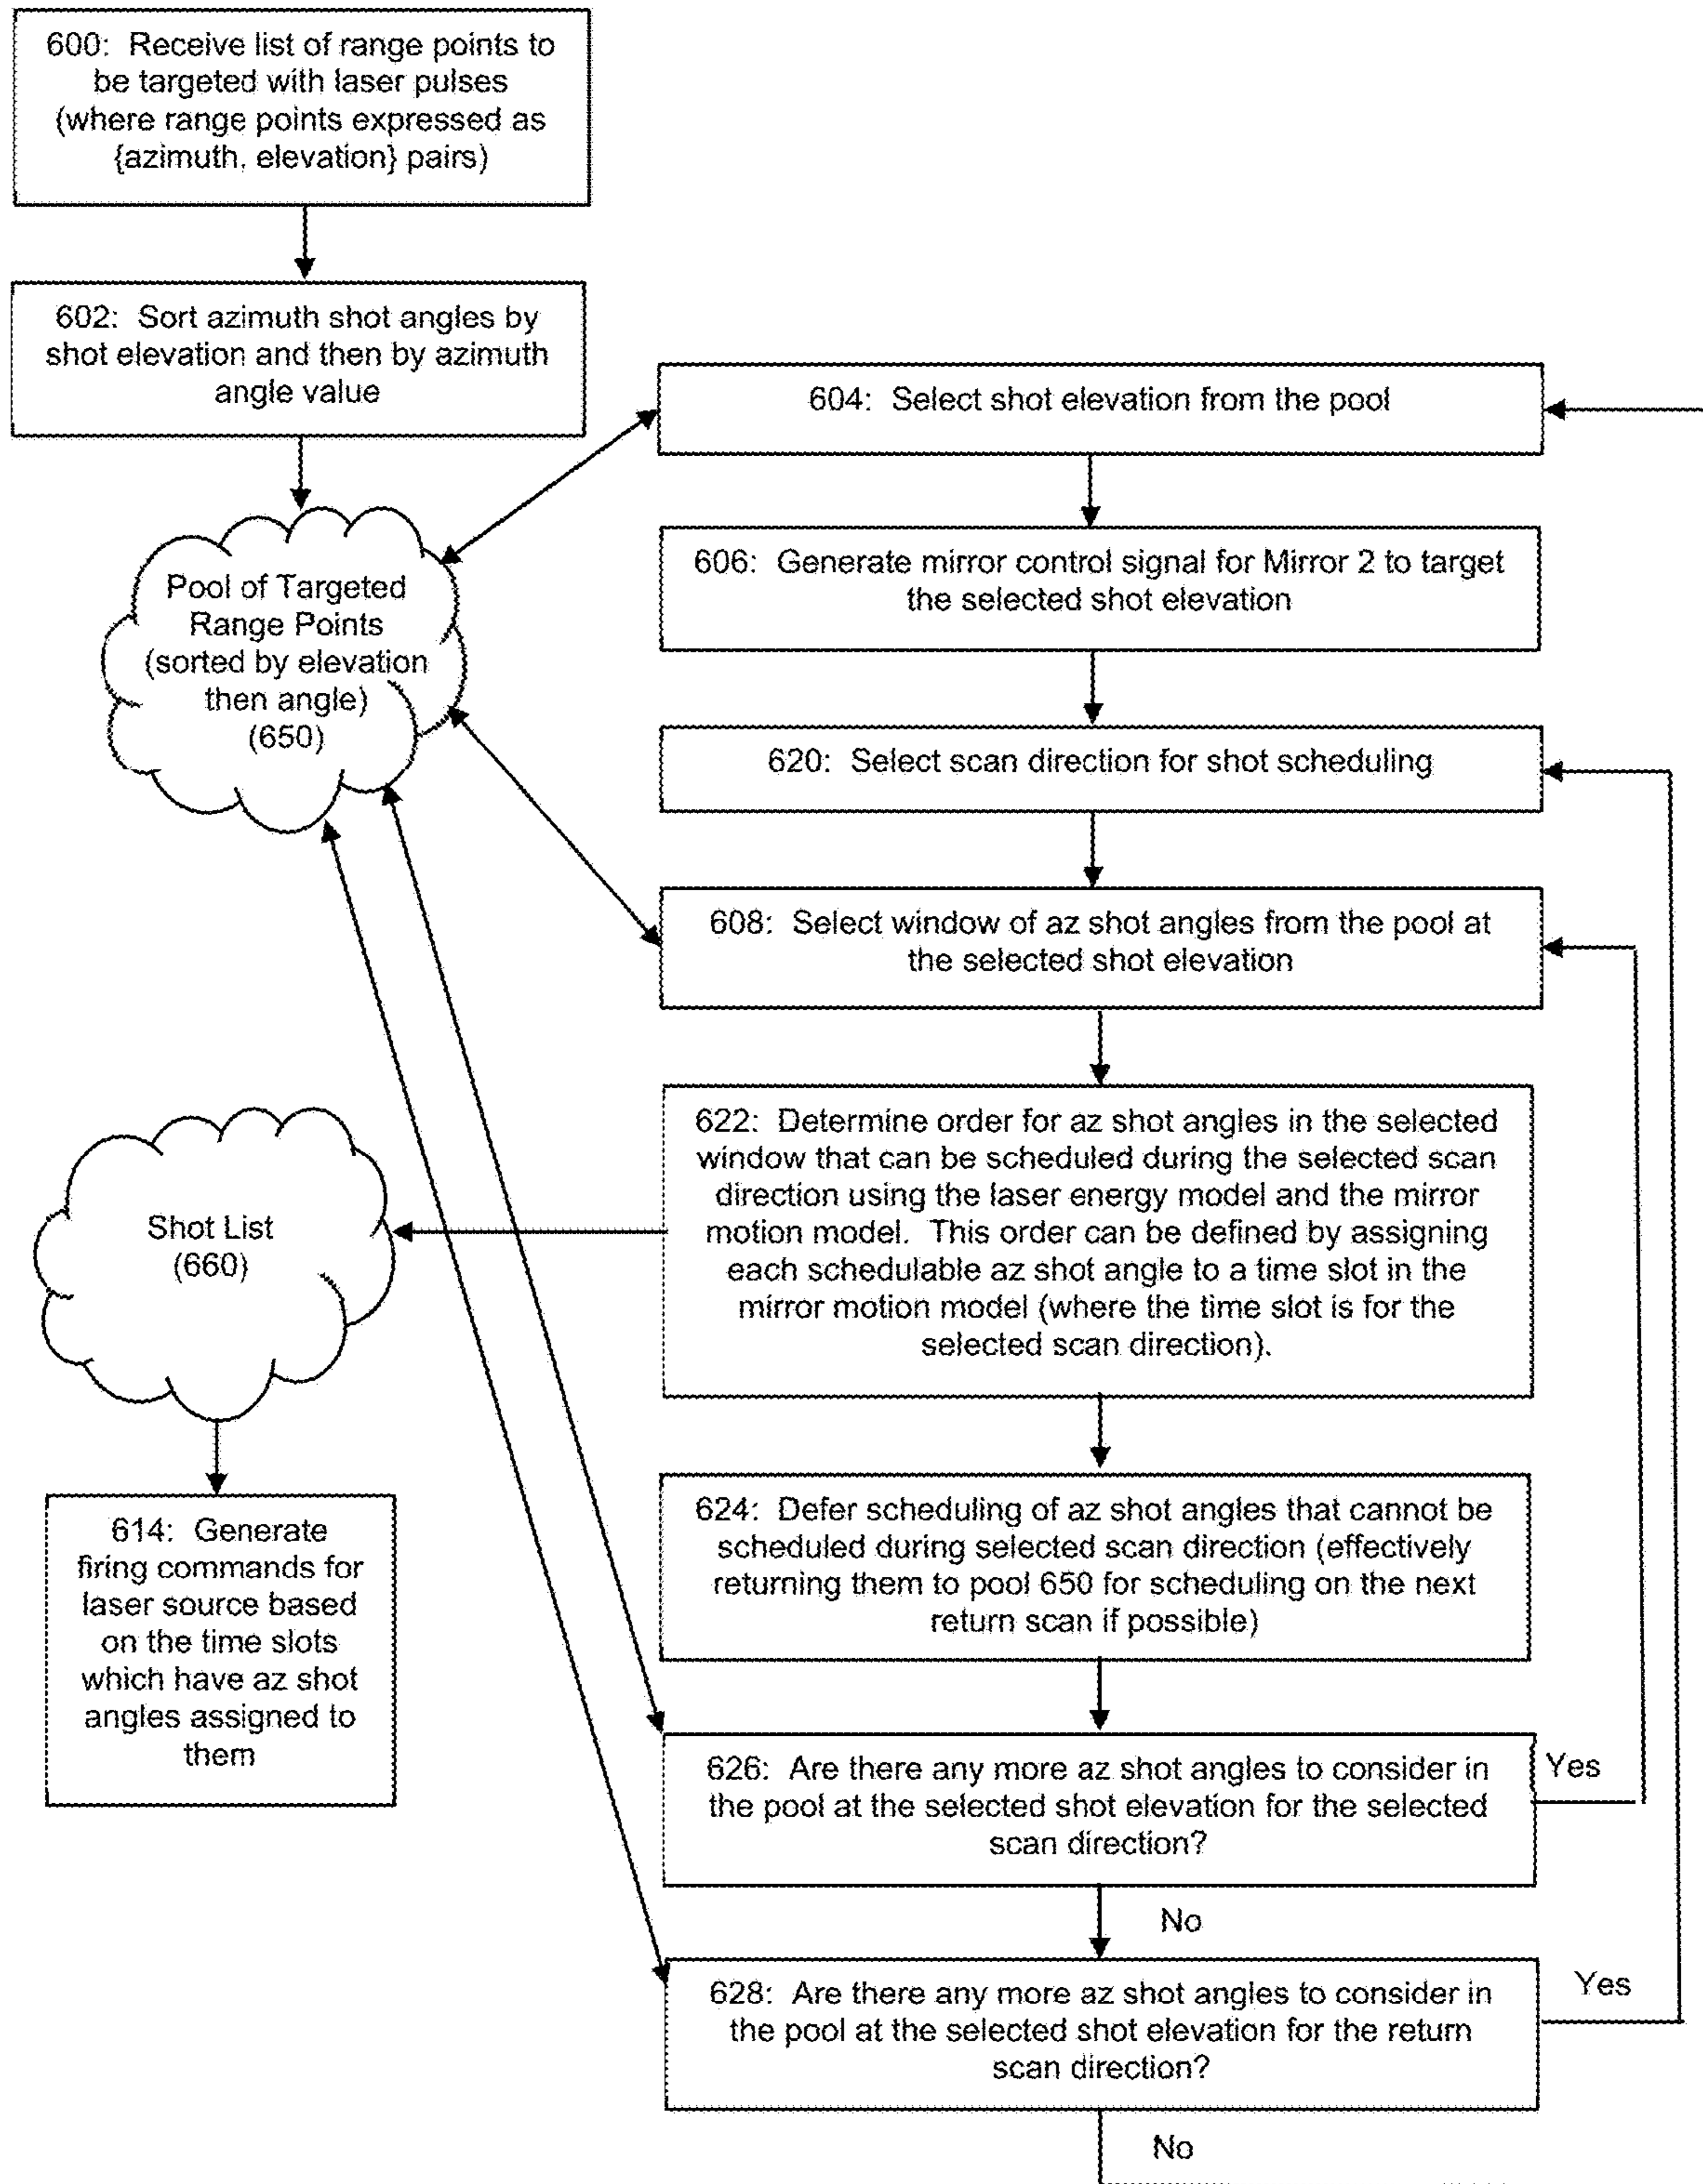 600: Receive list of range points to
be targeted with laser pulses
(where range points expressed as
{azimuth, elevation} pairs)
602: Sort azimuth shot angles by
shot elevation and then by azimuth
angle value
604: Select shot elevation from the pool
606: Generate mirror control signal for Mirror 2 to target
the selected shot elevation
Pool of Targeted
Range Points
(sorted by elevation
then angle)
(650)
620: Select scan direction for shot scheduling
608: Select window of az shot angles from the pool at
the selected shot elevation
622: Determine order for az shot angles in the selected
window that can be scheduled during the selected scan
direction using the laser energy model and the mirror
motion model. This order can be defined by assigning
each schedulable az shot angle to a time slot in the
mirror motion model (where the time slot is for the
selected scan direction).
Shot List
(660)
614: Generate
firing commands for
laser source based
on the time slots
which have az shot
angles assigned to
them
624: Defer scheduling of az shot angles that cannot be
scheduled during selected scan direction (effectively
returning them to pool 650 for scheduling on the next
return scan if possible)
626: Are there any more az shot angles to consider in
the pool at the selected shot elevation for the selected
scan direction?
Yes
No
628: Are there any more az shot angles to consider in
the pool at the selected shot elevation for the return
scan direction?
Yes
No